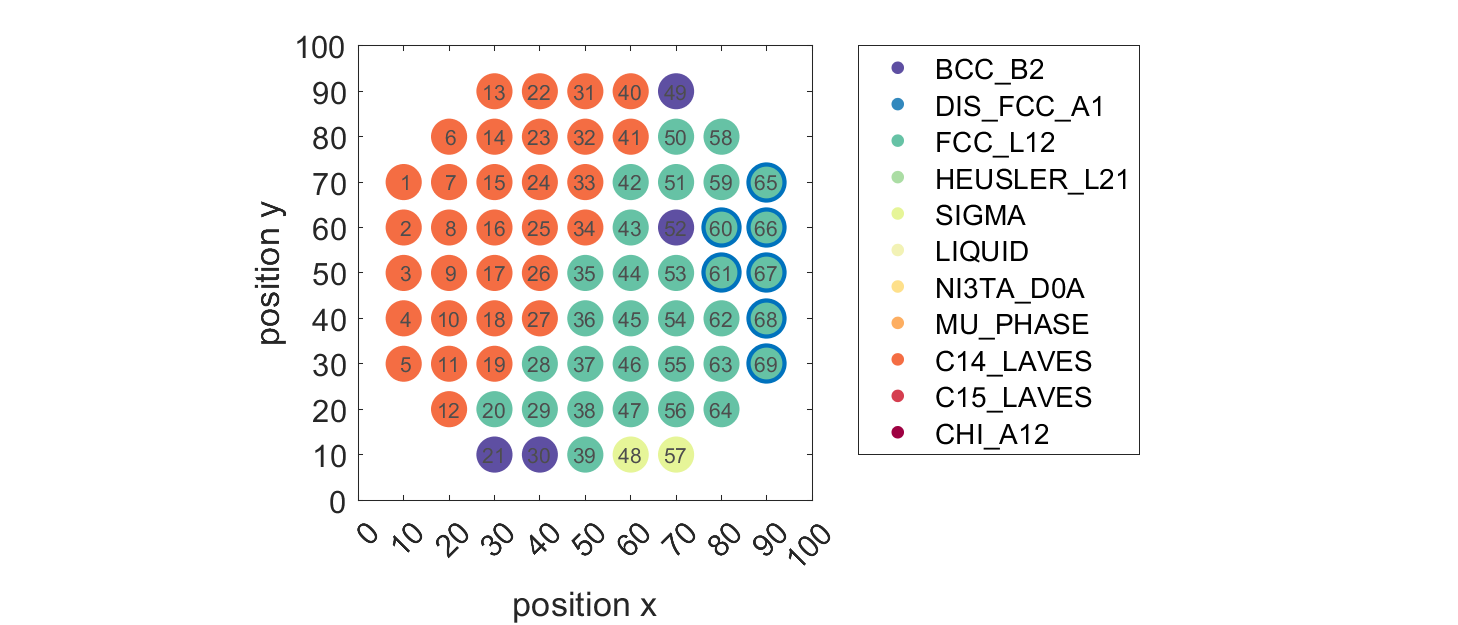 100
90 13 22 31 40 49
80 6 14 23 32 41 50 58
70 1 7 15 24 33 42 51 59 65
60 2 8 16 25 34 43 52 60 66
50 3 9 17 26 35 44 53 61 67
40 4 10 18 27 36 45 54 62 68
30 5 11 19 28 37 46 55 63 69
20 12 20 29 38 47 56 64
10 21 30 39 48 57
0
0 10 20 30 40 50 60 70 80 90 100
position x
position y
BCC_B2
DIS_FCC_A1
FCC_L12
HEUSLER_L21
SIGMA
LIQUID
NI3TA_D0A
MU_PHASE
C14_LAVES
C15_LAVES
CHI_A12